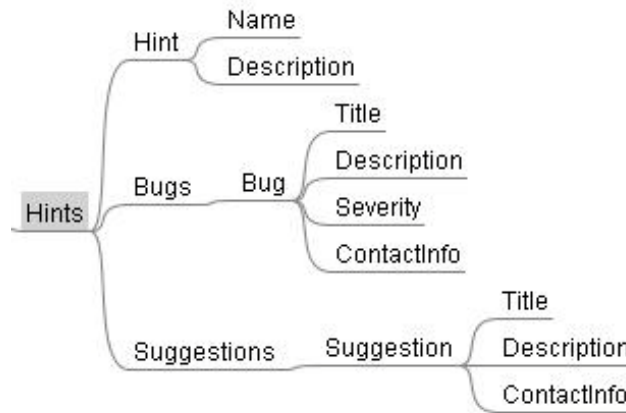 Hints
Hint
Name
Description
Bugs
Bug
Title
Description
Severity
ContactInfo
Suggestions
Suggestion
Title
Description
ContactInfo